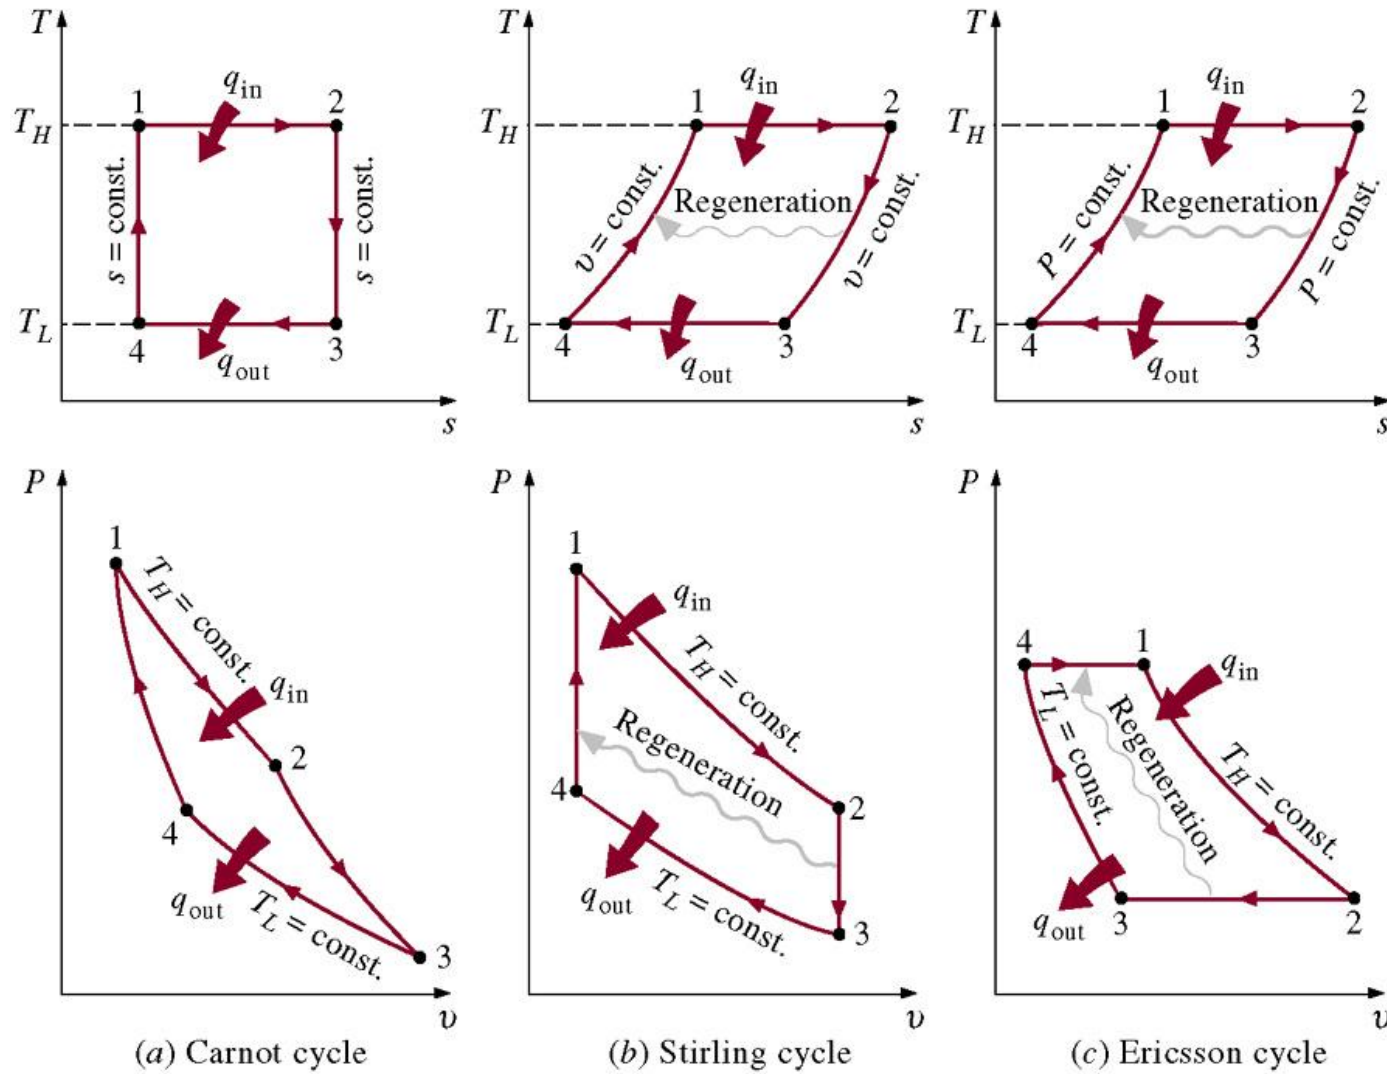 T
q_in
1
2
T_H
s = const.
s = const.
T_L
4
3
q_out
s
T
q_in
1
2
T_H
υ = const.
Regeneration
υ = const.
T_L
4
3
q_out
s
T
q_in
1
2
T_H
P = const.
Regeneration
P = const.
T_L
4
3
q_out
s
P
1
T_H = const.
q_in
2
4
q_out
T_L = const.
3
υ
(a) Carnot cycle
P
1
q_in
T_H = const.
Regeneration
4
2
q_out
T_L = const.
3
υ
(b) Stirling cycle
P
4
1
q_in
T_L = const.
Regeneration
T_H = const.
q_out
3
2
υ
(c) Ericsson cycle